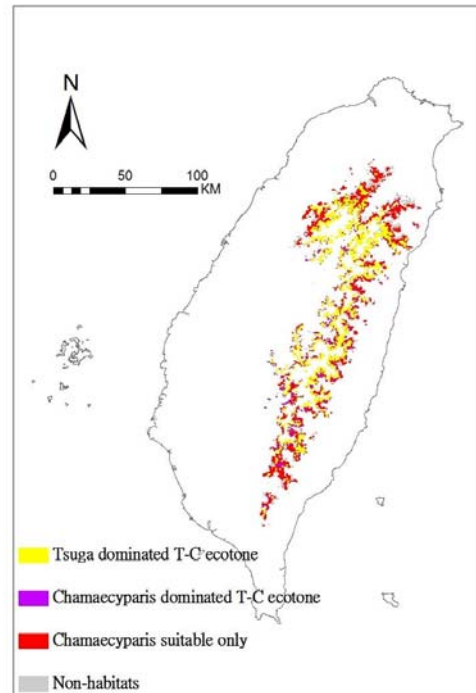 N
0 50 100
KM
Tsuga dominated T-C ecotone
Chamaecyparis dominated T-C ecotone
Chamaecyparis suitable only
Non-habitats